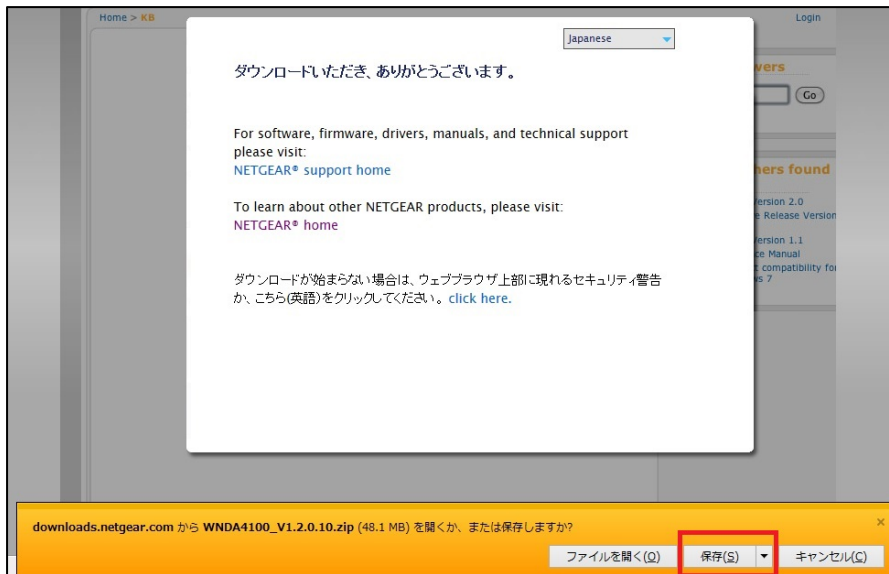 Home > KB
Login
Japanese
ダウンロードいただき、ありがとうございます。
vers
Go
For software, firmware, drivers, manuals, and technical support
please visit:
NETGEAR® support home
hers found
To learn about other NETGEAR products, please visit:
NETGEAR® home
ersion 2.0
e Release Version
ersion 1.1
ce Manual
t compatibility fo
s 7
ダウンロードが始まらない場合は、ウェブブラウザ上部に現れるセキュリティ警告
か、こちら(英語)をクリックしてください。click here.
downloads.netgear.com から WNDA4100_V1.2.0.10.zip (48.1 MB) を開くか、または保存しますか?
×
ファイルを開く(O) 保存(S) キャンセル(C)